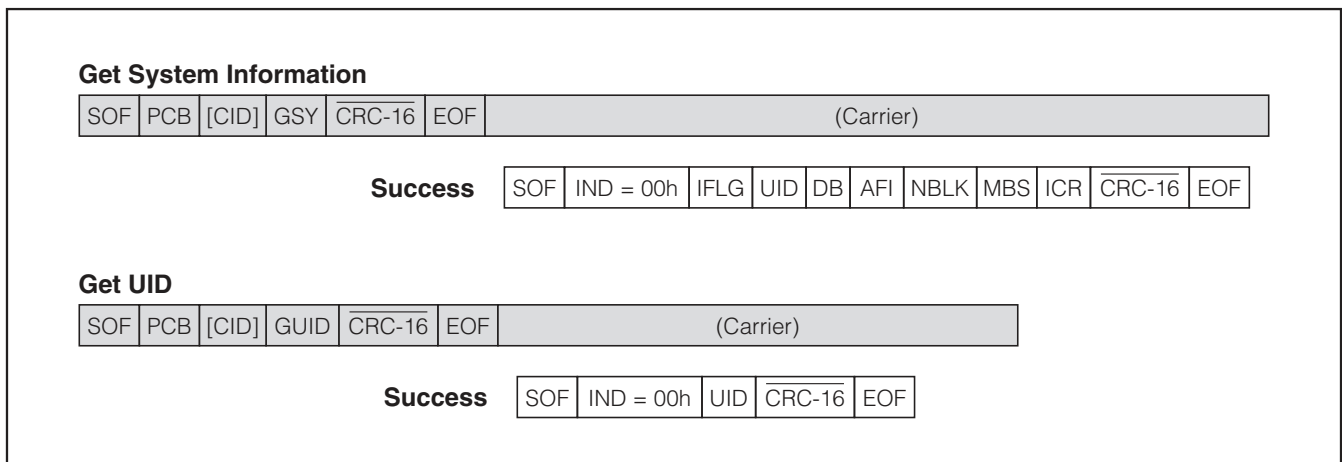 Get System Information
SOF PCB [CID] GSY CRC-16 EOF (Carrier)
Success SOF IND = 00h IFLG UID DB AFI NBLK MBS ICR CRC-16 EOF
Get UID
SOF PCB [CID] GUID CRC-16 EOF (Carrier)
Success SOF IND = 00h UID CRC-16 EOF